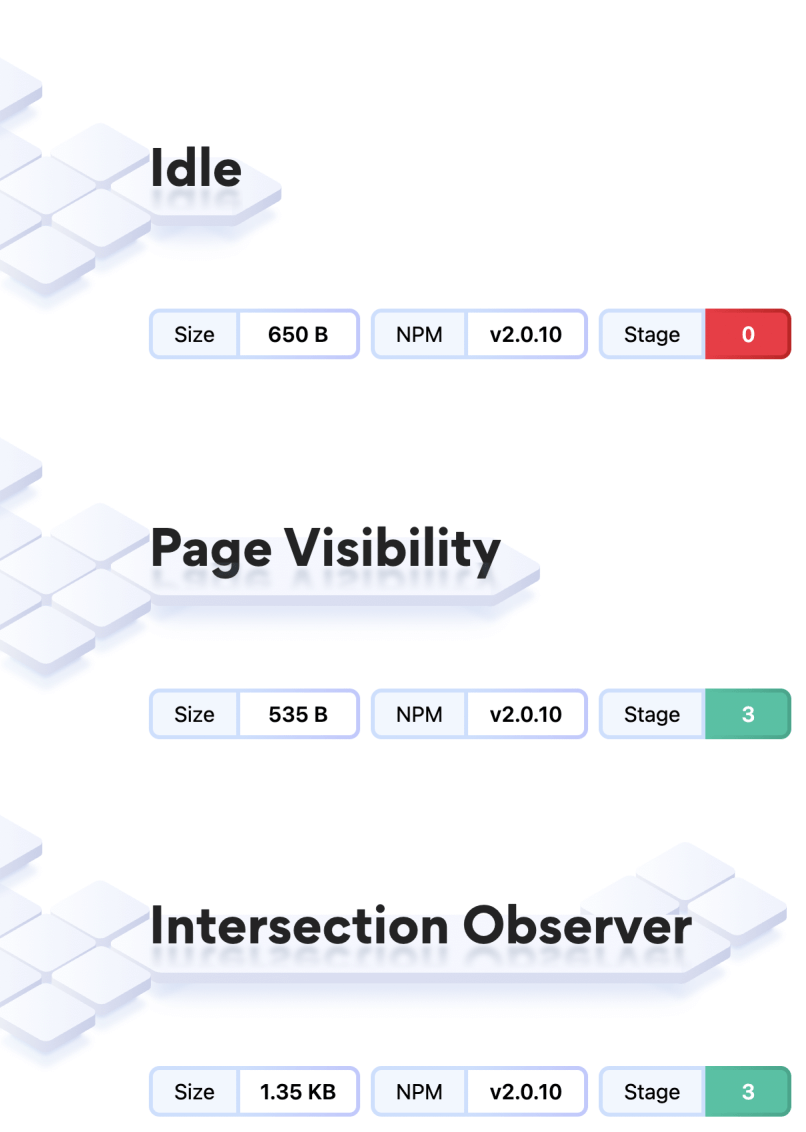 Idle
Size 650 B NPM v2.0.10 Stage 0
Page Visibility
Size 535 B NPM v2.0.10 Stage 3
Intersection Observer
Size 1.35 KB NPM v2.0.10 Stage 3